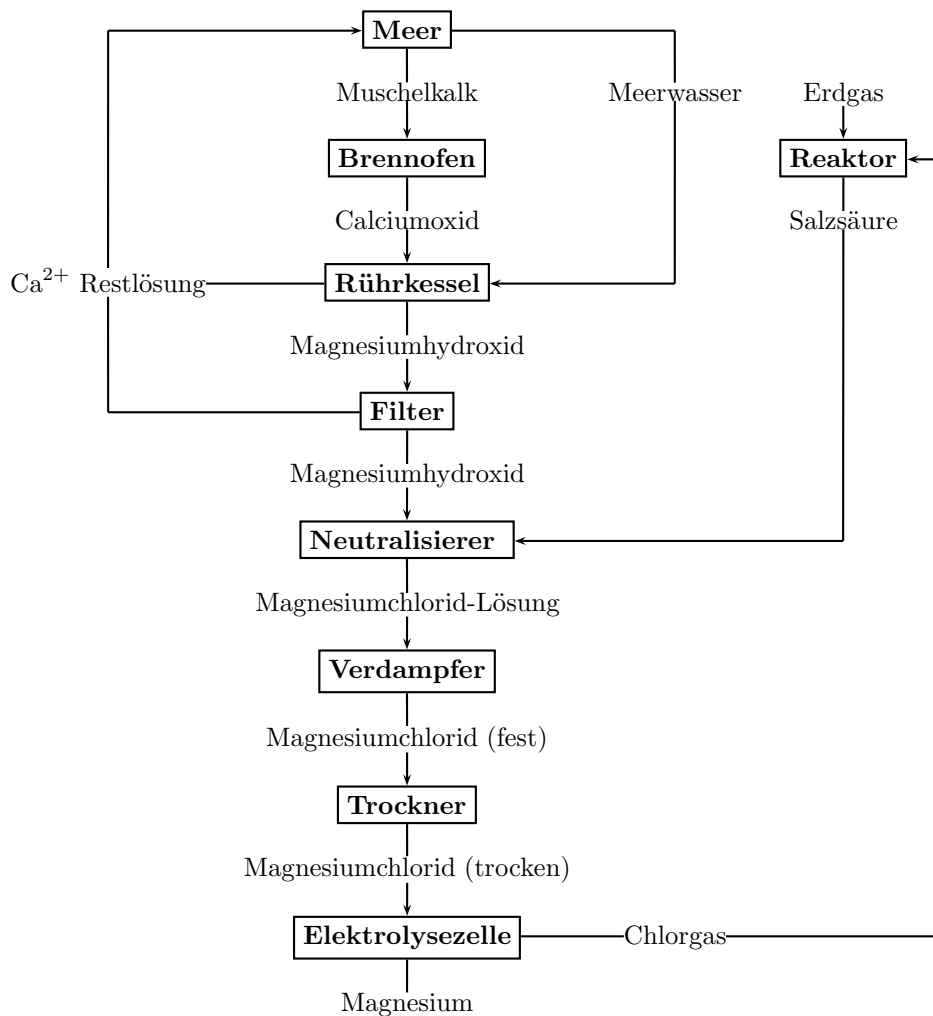 Meer
Muschelkalk
Meerwasser
Erdgas
Brennofen
Reaktor
Calciumoxid
Salzsäure
Ca²⁺ Restlösung
Rührkessel
Magnesiumhydroxid
Filter
Magnesiumhydroxid
Neutralisierer
Magnesiumchlorid-Lösung
Verdampfer
Magnesiumchlorid (fest)
Trockner
Magnesiumchlorid (trocken)
Elektrolysezelle
Chlorgas
Magnesium